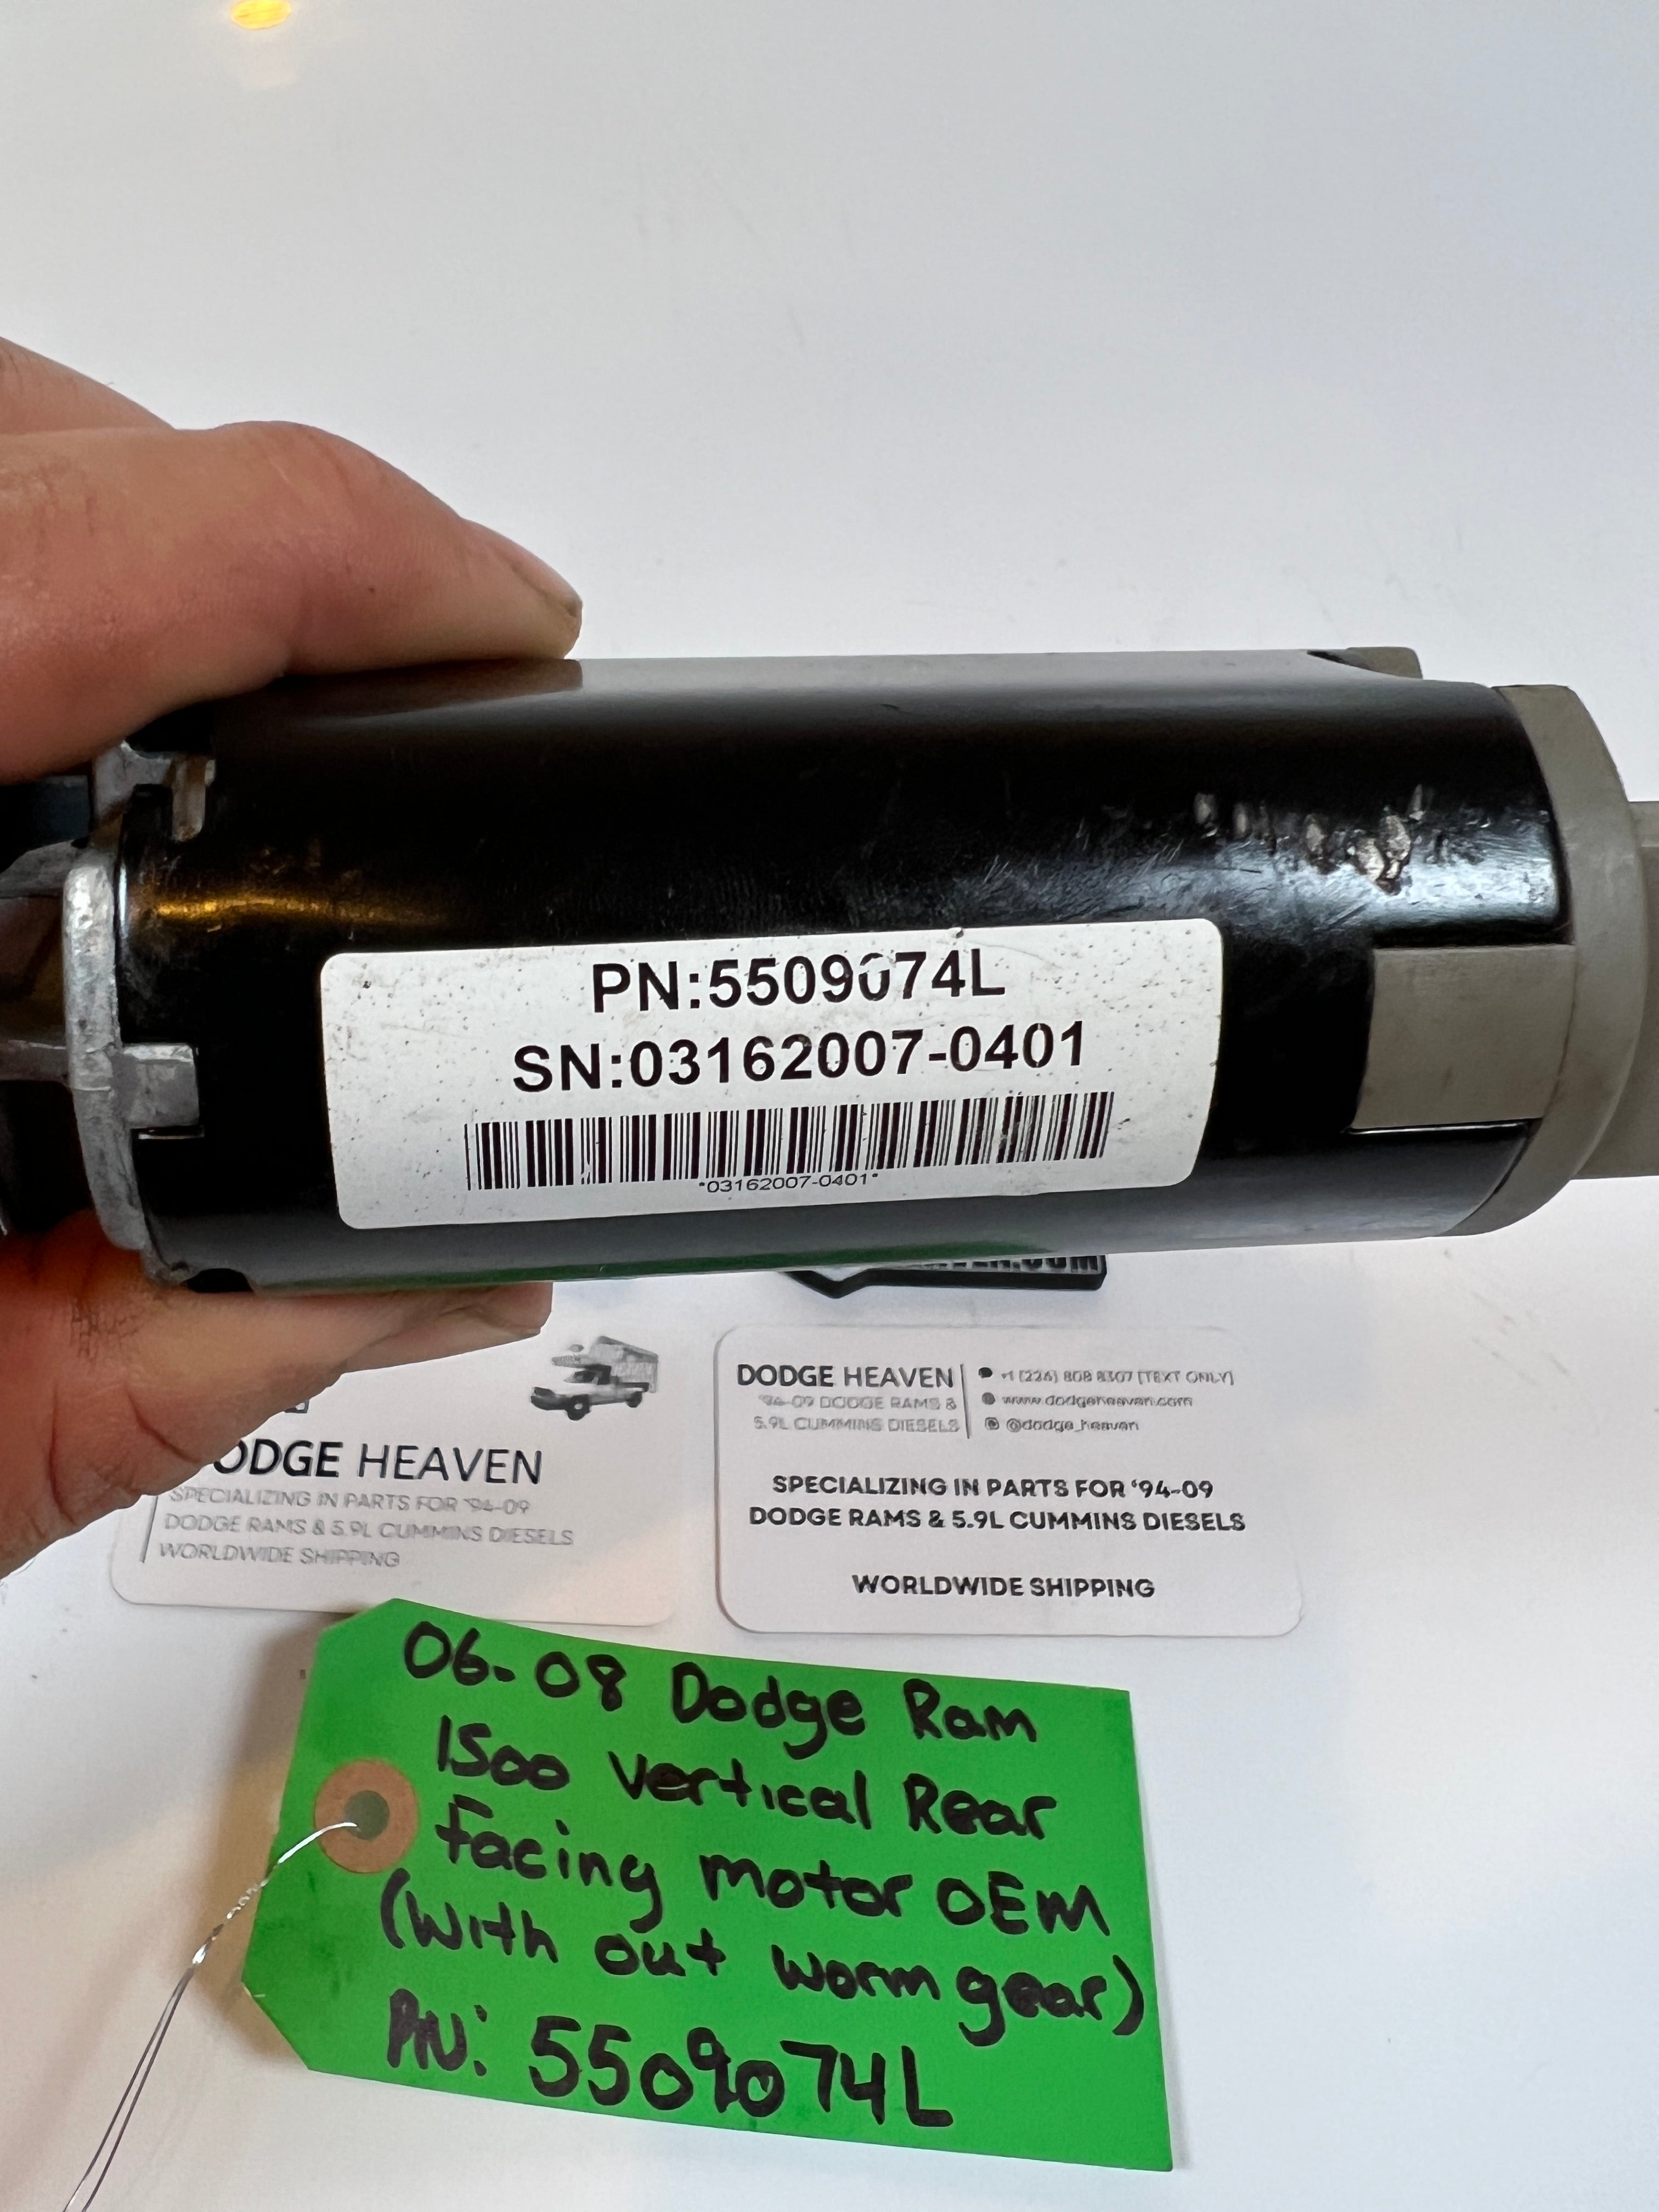 PN:5509074L
SN:03162007-0401
*03162007-0401*
DODGE HEAVEN
'94-09 DODGE RAMS &
5.9L CUMMINS DIESELS
+1 (226) 808 8307 [TEXT ONLY]
www.dodgeheaven.com
@dodge_heaven
SPECIALIZING IN PARTS FOR '94-09
DODGE RAMS & 5.9L CUMMINS DIESELS
WORLDWIDE SHIPPING
ODGE HEAVEN
SPECIALIZING IN PARTS FOR '94-09
DODGE RAMS & 5.9L CUMMINS DIESELS
WORLDWIDE SHIPPING
06-08 Dodge Ram
1500 Vertical Rear
Facing motor OEM
(With out worm gear)
PN: 5509074L